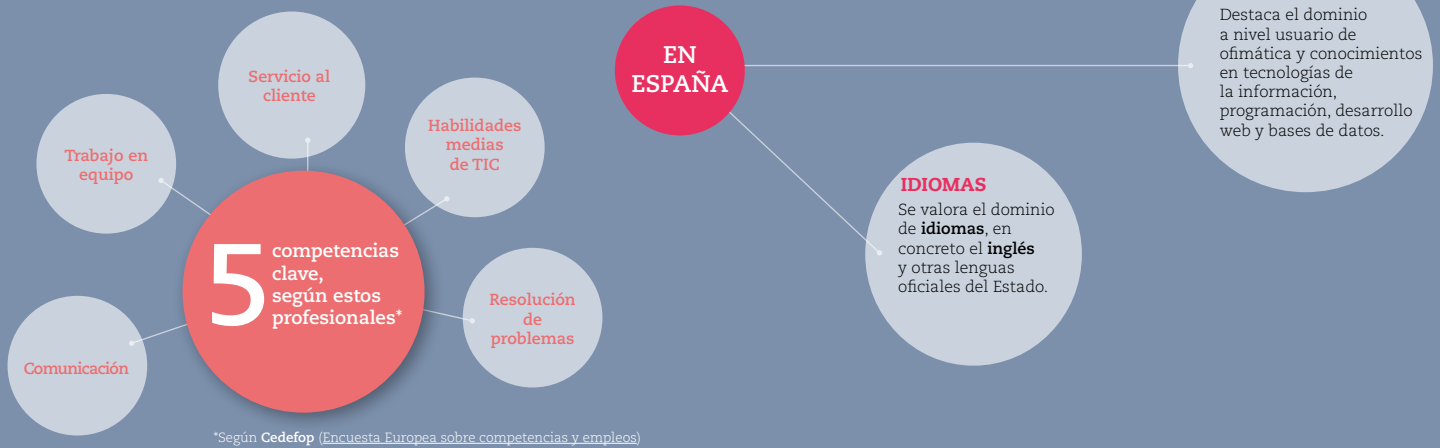 Servicio al
cliente
Habilidades
medias
de TIC
Trabajo en
equipo
5
competencias
clave,
según estos
profesionales*
Resolución
de
problemas
Comunicación
*Según Cedefop (Encuesta Europea sobre competencias y empleos)
EN
ESPAÑA
Destaca el dominio
a nivel usuario de
ofimática y conocimientos
en tecnologías de
la información,
programación, desarrollo
web y bases de datos.
IDIOMAS
Se valora el dominio
de idiomas, en
concreto el inglés
y otras lenguas
oficiales del Estado.